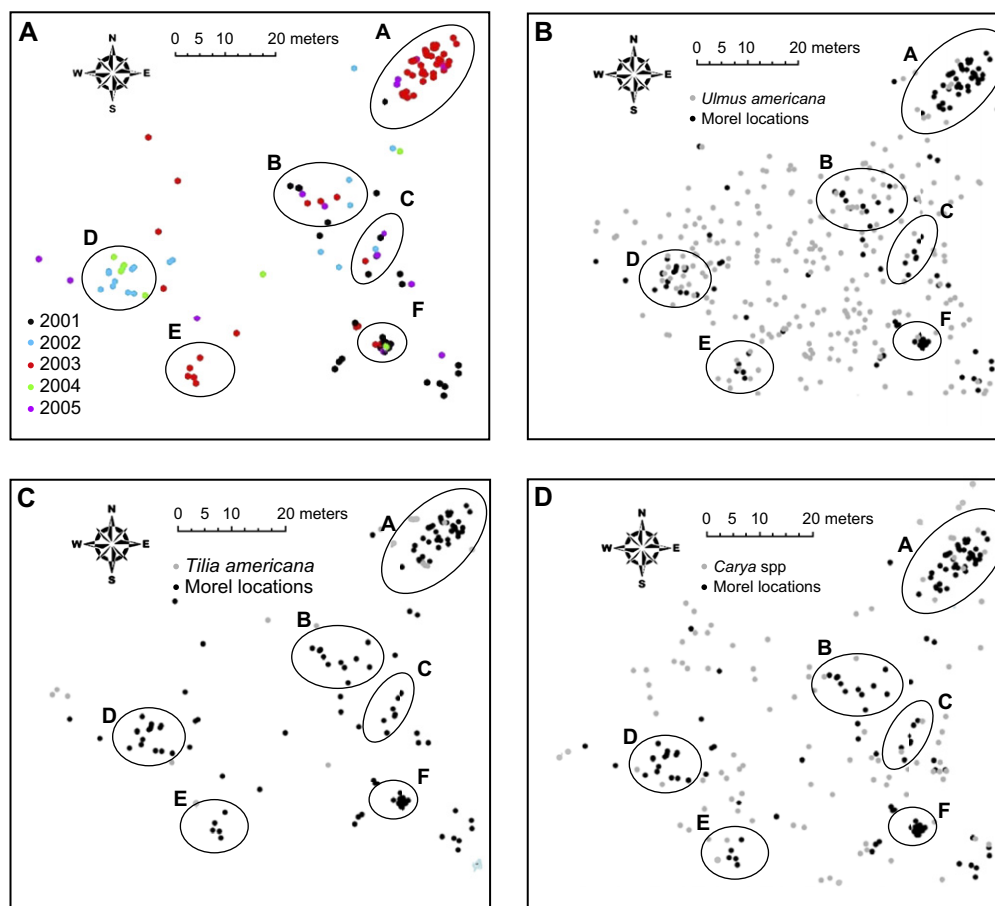 A
N
W E
S
0 5 10 20 meters
A
B
C
D
E
F
2001
2002
2003
2004
2005
B
N
W E
S
0 5 10 20 meters
Ulmus americana
Morel locations
A
B
C
D
E
F
C
N
W E
S
0 5 10 20 meters
Tilia americana
Morel locations
A
B
C
D
E
F
D
N
W E
S
0 5 10 20 meters
Carya spp
Morel locations
A
B
C
D
E
F